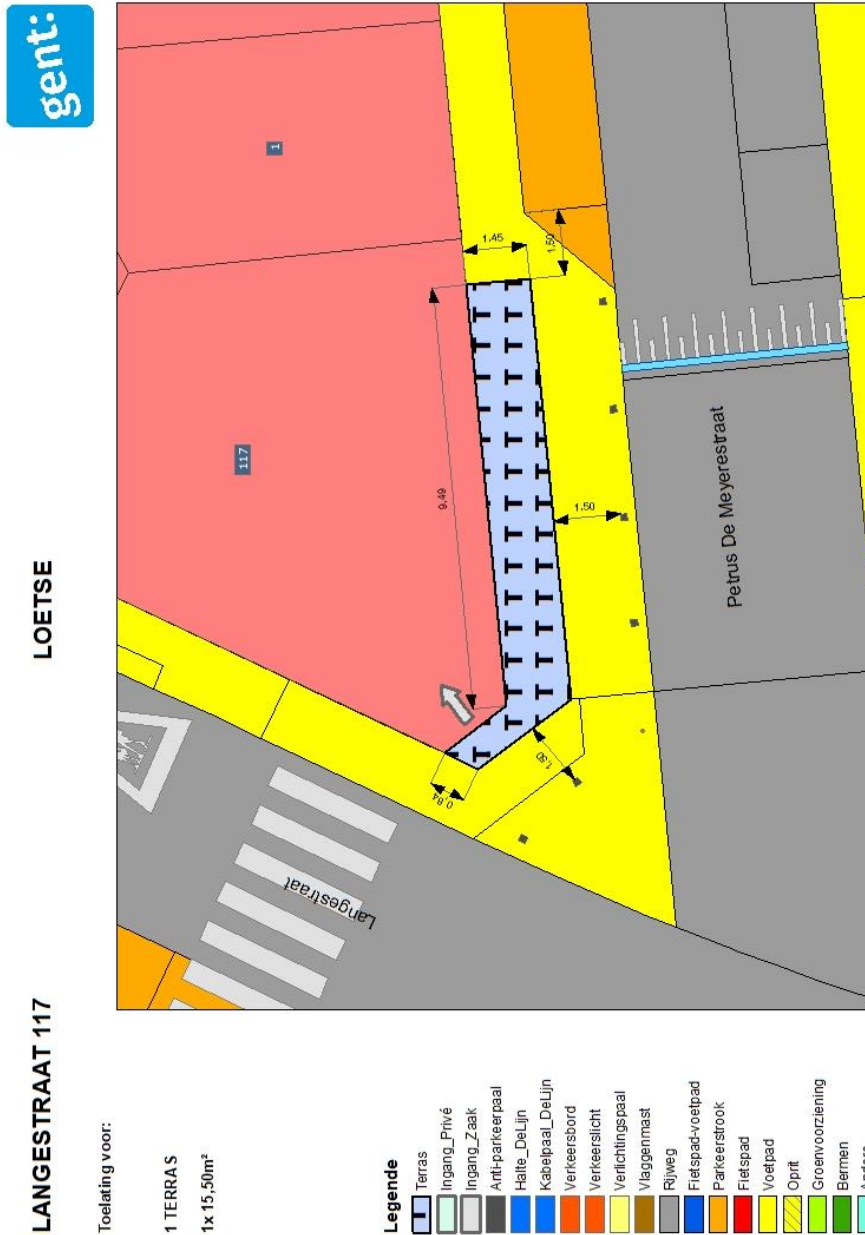 gent:
LANGESTRAAT 117
LOETSE
Toelating voor:
1 TERRAS
1x 15,50m²
Legende
Terras
Ingang_Privé
Ingang_Zaak
Anti-parkeerpaal
Halte_DeLijn
Kabelpaal_DeLijn
Verkeersbord
Verkeerslicht
Verlichtingspaal
Vlaggenmast
Rijweg
Fietspad-voetpad
Parkeerstrook
Fietspad
Voetpad
Oprit
Groenvoorziening
Bermen
1
117
1.45
1.50
9.49
1.50
1.50
0.84
Langestraat
Petrus De Meyerestraat